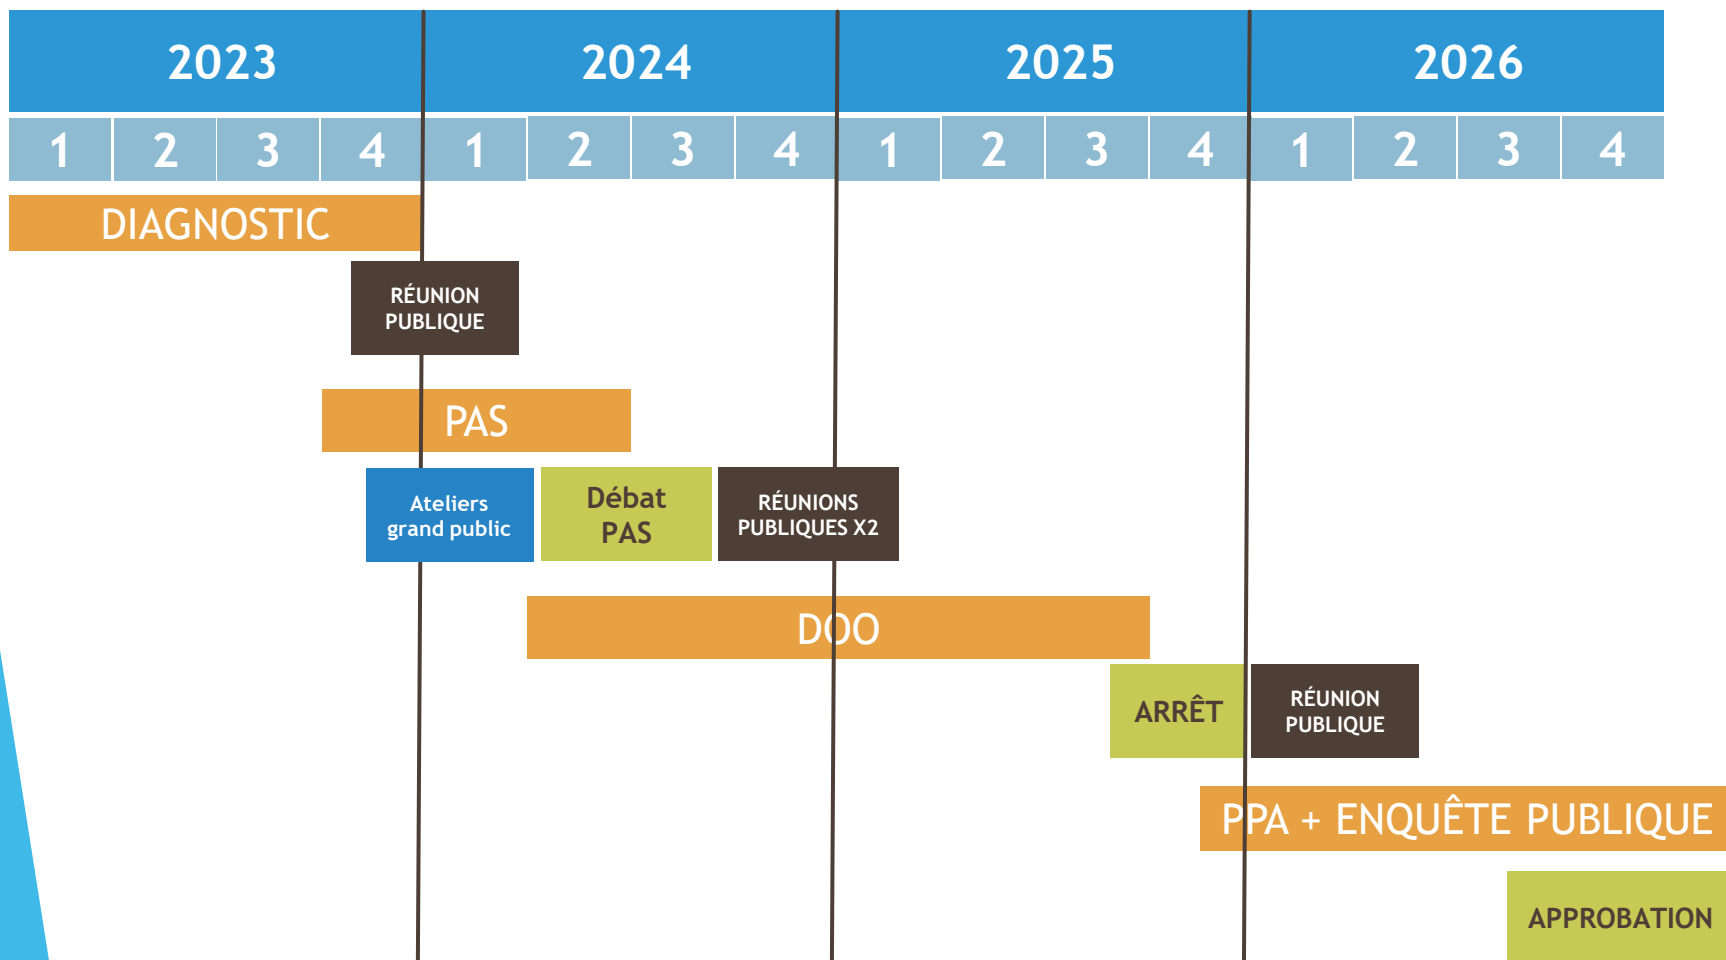 2023 2024 2025 2026
1 2 3 4 1 2 3 4 1 2 3 4 1 2 3 4
DIAGNOSTIC
RÉUNION
PUBLIQUE
PAS
Ateliers
grand public
Débat
PAS
RÉUNIONS
PUBLIQUES X2
DOO
ARRÊT
RÉUNION
PUBLIQUE
PPA + ENQUÊTE PUBLIQUE
APPROBATION